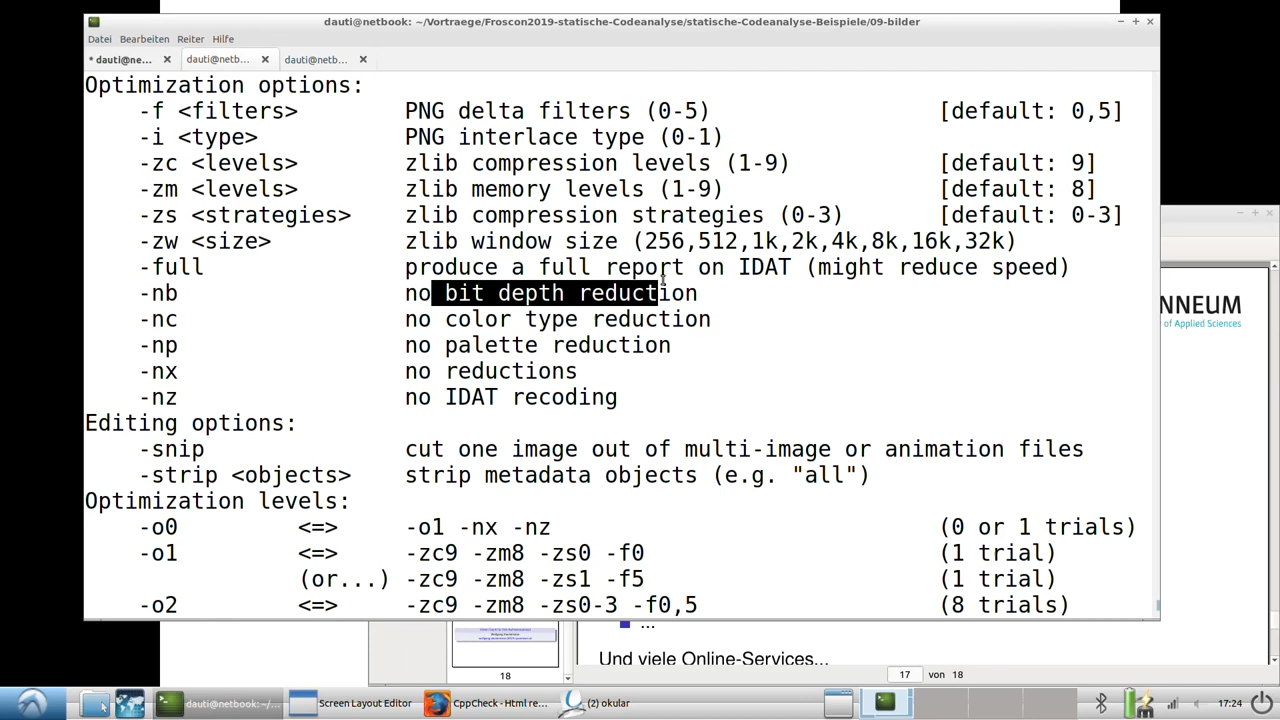 dauti@netbook: ~/Vortraege/Froscon2019-statische-Codeanalyse/statische-Codeanalyse-Beispiele/09-bilder
Datei Bearbeiten Reiter Hilfe
* dauti@ne... dauti@netb... dauti@netb...
Optimization options:
-f <filters> PNG delta filters (0-5) [default: 0,5]
-i <type> PNG interlace type (0-1)
-zc <levels> zlib compression levels (1-9) [default: 9]
-zm <levels> zlib memory levels (1-9) [default: 8]
-zs <strategies> zlib compression strategies (0-3) [default: 0-3]
-zw <size> zlib window size (256,512,1k,2k,4k,8k,16k,32k)
-full produce a full report on IDAT (might reduce speed)
-nb no bit depth reduction
-nc no color type reduction
-np no palette reduction
-nx no reductions
-nz no IDAT recoding
Editing options:
-snip cut one image out of multi-image or animation files
-strip <objects> strip metadata objects (e.g. "all")
Optimization levels:
-o0 <=> -o1 -nx -nz (0 or 1 trials)
-o1 <=> -zc9 -zm8 -zs0 -f0 (1 trial)
(or...) -zc9 -zm8 -zs1 -f5 (1 trial)
-o2 <=> -zc9 -zm8 -zs0-3 -f0,5 (8 trials)
NNEUM
of Applied Sciences
...
Und viele Online-Services...
18
17 von 18
dauti@netbook: ~/...
Screen Layout Editor
CppCheck - Html re...
(2) okular
17:24